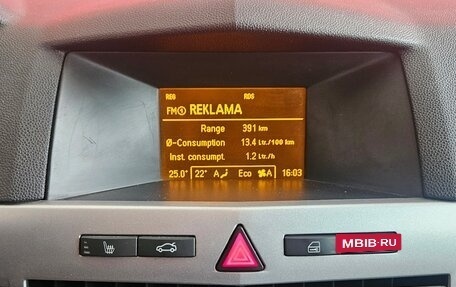 REG RDS
FM REKLAMA
Range 391 km
Ø-Consumption 13.4 Ltr./100 km
Inst. consumpt. 1.2 Ltr./h
25.0° 22° A Eco A 16:03
MBIB·RU